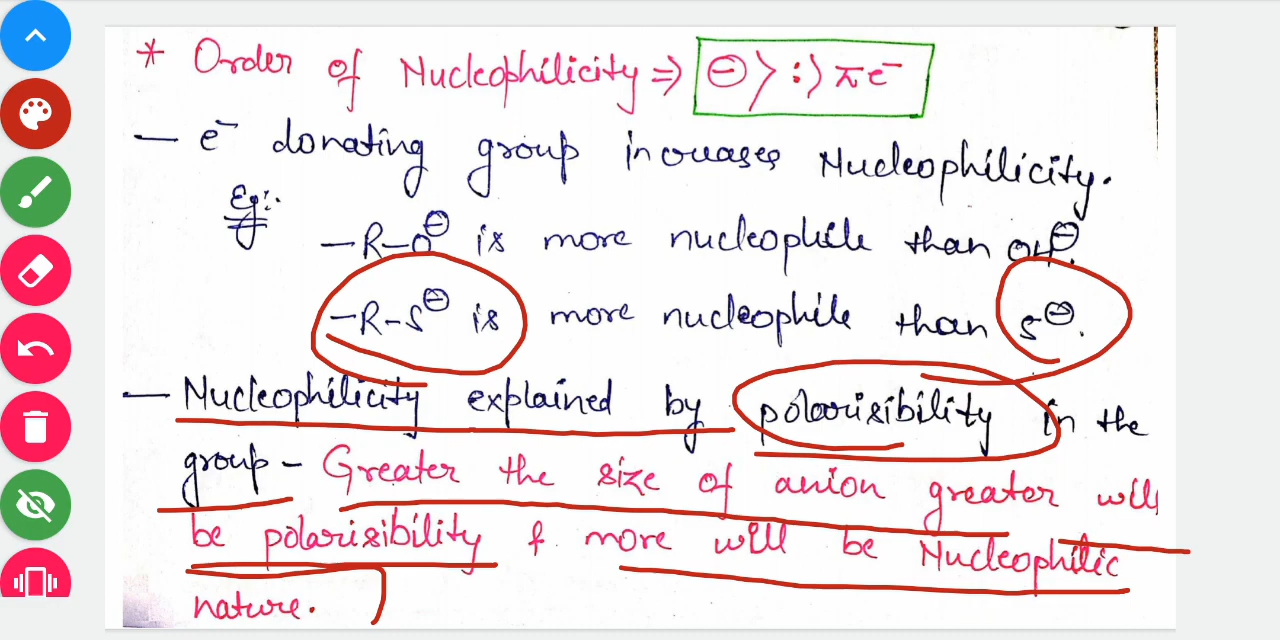 * Order of Nucleophilicity ⇒ ⊖ > : > πe⁻
— e⁻ donating group increases Nucleophilicity.
Eg:-
—R–O⊖ is more nucleophile than OH⊖.
—R–S⊖ is more nucleophile than S⊖.
— Nucleophilicity explained by polarisibility in the
group – Greater the size of anion greater will
be polarisibility & more will be Nucleophilic
nature.